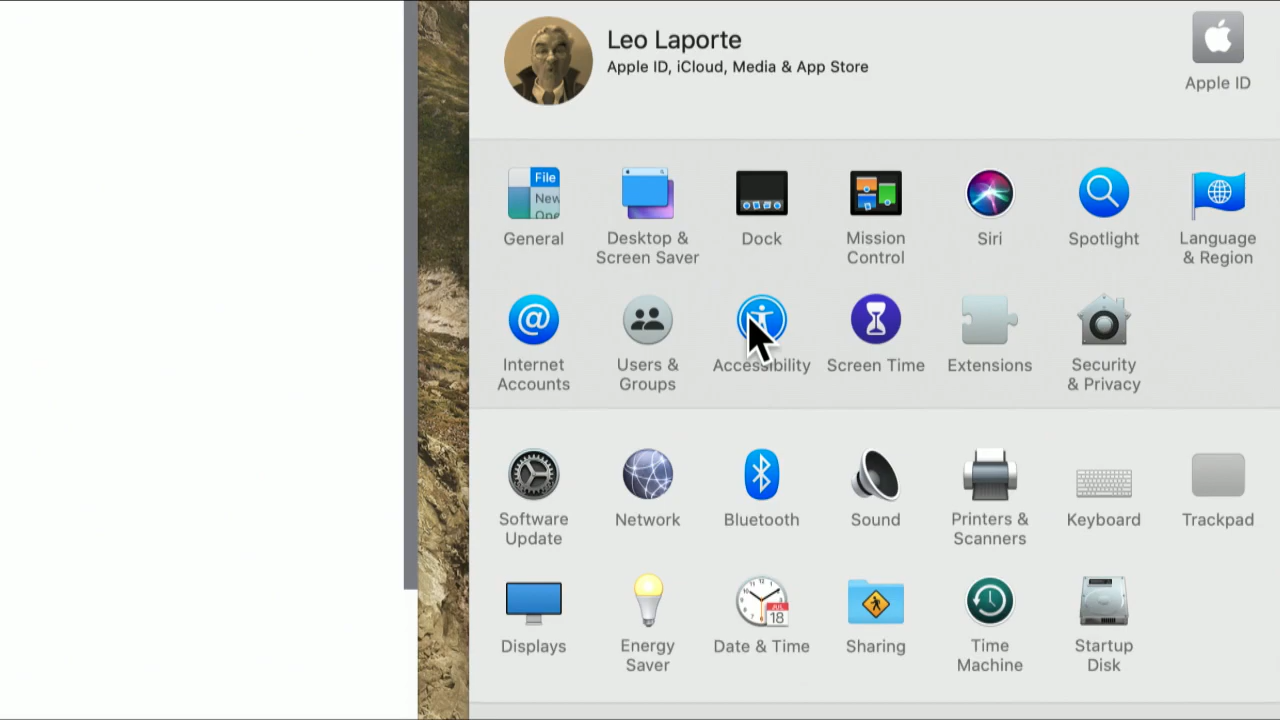 Leo Laporte
Apple ID, iCloud, Media & App Store
Apple ID
File
New
Ope
General
Desktop &
Screen Saver
Dock
Mission
Control
Siri
Spotlight
Language
& Region
@
Internet
Accounts
Users &
Groups
Accessibility
Screen Time
Extensions
Security
& Privacy
Software
Update
Network
Bluetooth
Sound
Printers &
Scanners
Keyboard
Trackpad
Displays
Energy
Saver
JUL
18
Date & Time
Sharing
Time
Machine
Startup
Disk